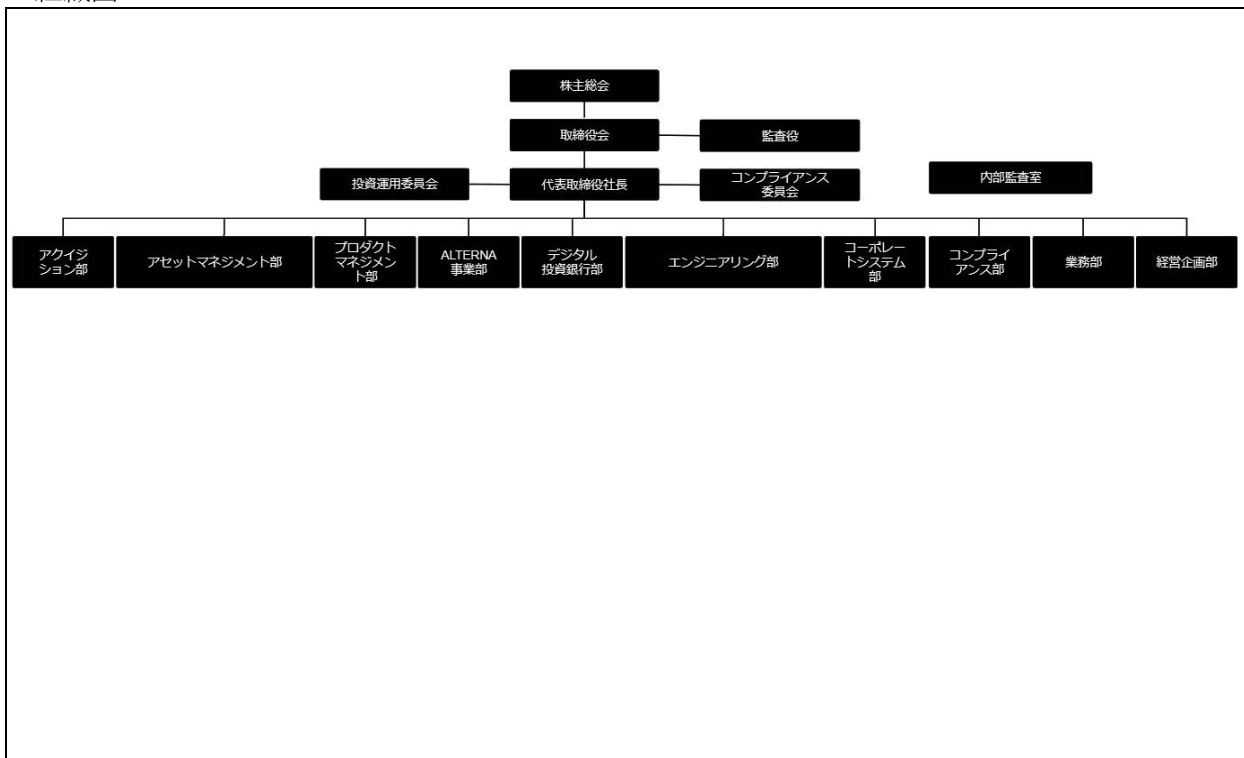 株主総会
取締役会
監査役
投資運用委員会
代表取締役社長
コンプライアンス
委員会
内部監査室
アクイジ
ション部
アセットマネジメント部
プロダクト
マネジメン
ト部
ALTERNA
事業部
デジタル
投資銀行部
エンジニアリング部
コーポレー
トシステム
部
コンプライ
アンス部
業務部
経営企画部